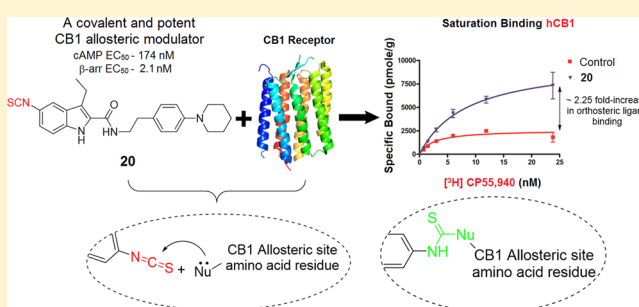 A covalent and potent
CB1 allosteric modulator
cAMP EC50 - 174 nM
β-arr EC50 - 2.1nM
SCN
N
H
O
N
H
N
20
+
CB1 Receptor
Saturation Binding hCB1
Specific Bound (pmole/g)
10000
7500
5000
2500
0
0
5
10
15
20
25
[³H] CP55,940 (nM)
Control
20
~ 2.25 fold-increase
in orthosteric ligand
binding
N=C=S
+
Nu
CB1 Allosteric site
amino acid residue
S
Nu
NH
CB1 Allosteric site
amino acid residue